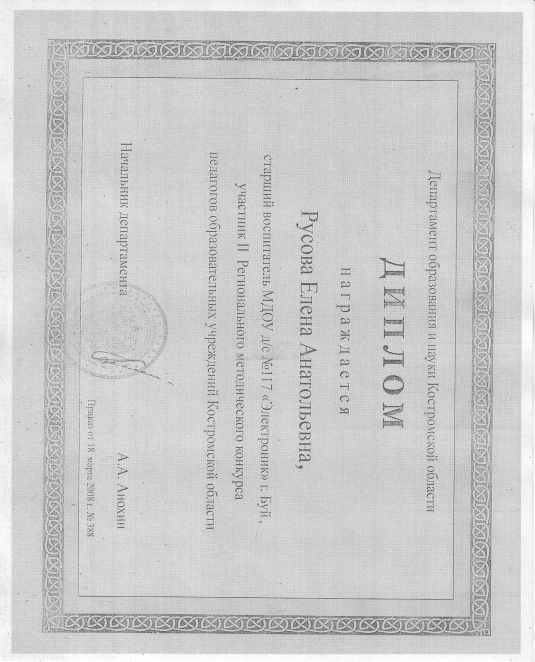 Департамент образования и науки Костромской области
ДИПЛОМ
награждается
Русова Елена Анатольевна,
старший воспитатель МДОУ д/с №117 «Электроник» г. Буй ,
участник II Регионального методического конкурса
педагогов образовательных учреждений Костромской области
Начальник департамента
А.А. Анохин
Приказ от 18 марта 2008 г. № 388